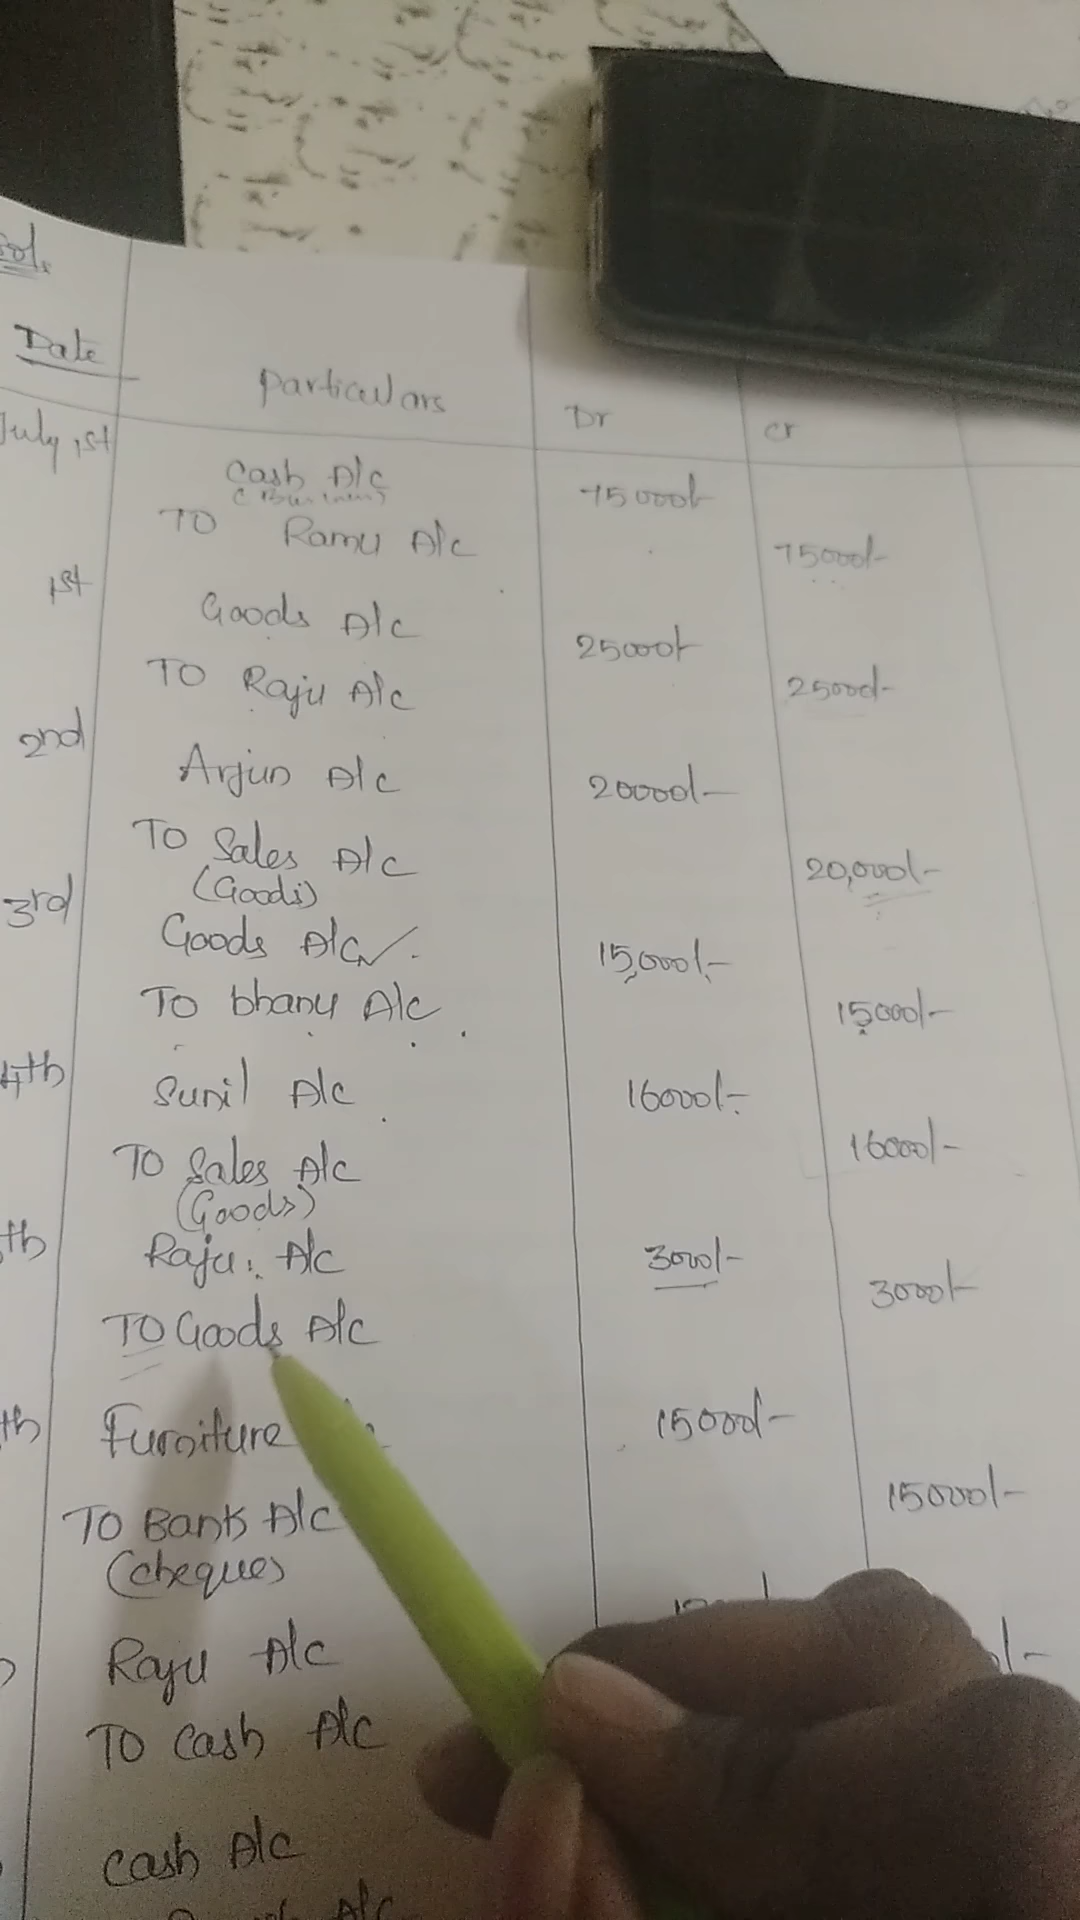 Sol.
Date Particulars Dr Cr
July 1st Cash A/c 75000/-
(Business)
To Ramu A/c 75000/-
1st Goods A/c 25000/-
To Raju A/c 25000/-
2nd Arjun A/c 20000/-
To Sales A/c 20,000/-
(Goods)
3rd Goods A/c ✓. 15,000/-
To bhanu A/c 15000/-
4th Sunil A/c 16000/-
To Sales A/c 16000/-
(Goods)
th Raju A/c 3000/-
To Goods A/c 3000/-
th Furniture 15000/-
To Bank A/c 15000/-
(cheques)
Raju A/c
To Cash A/c
Cash A/c
A/c